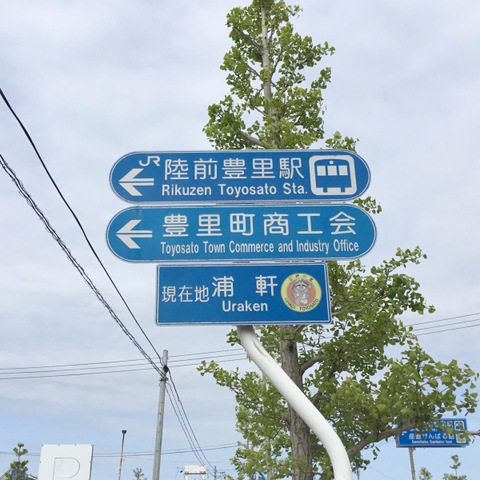 JR 陸前豊里駅
Rikuzen Toyosato Sta.
豊里町商工会
Toyosato Town Commerce and Industry Office
現在地 浦軒
Uraken
P